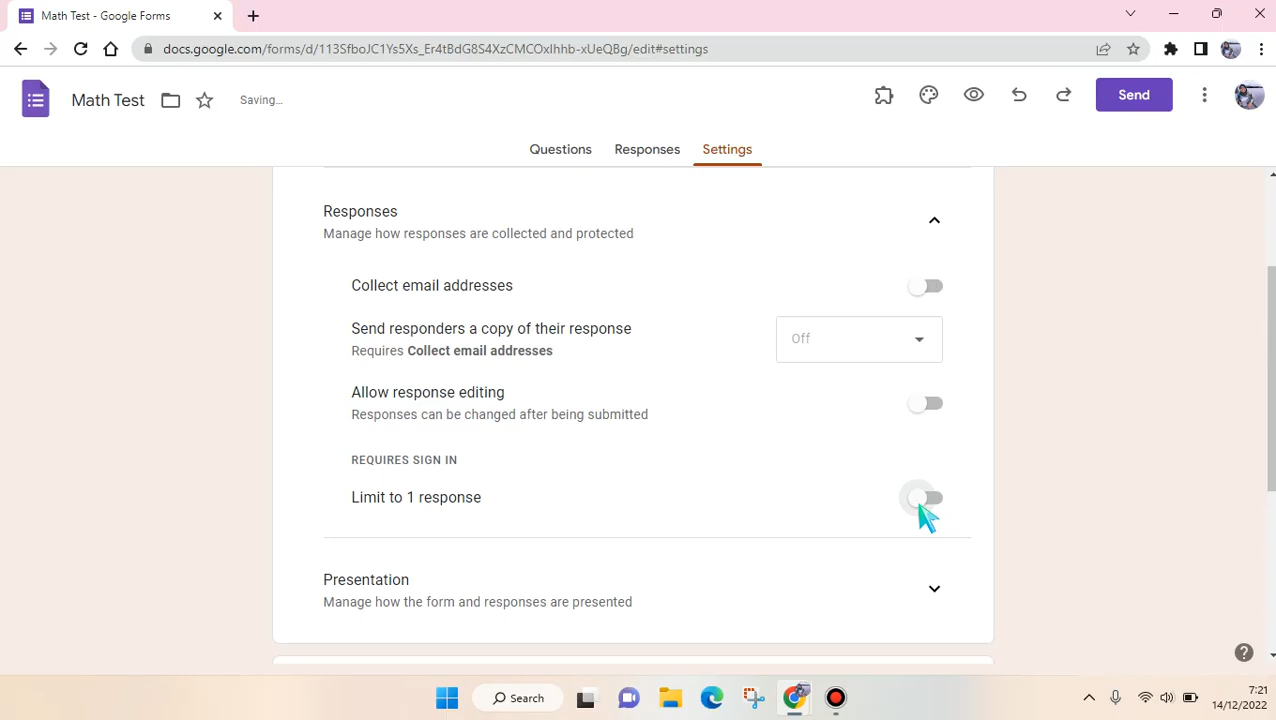 Math Test - Google Forms
docs.google.com/forms/d/113SfboJC1Ys5Xs_Er4tBdG8S4XzCMCOxIhhb-xUeQBg/edit#settings
Math Test
Saving...
Send
Questions
Responses
Settings
Responses
Manage how responses are collected and protected
Collect email addresses
Send responders a copy of their response
Requires Collect email addresses
Off
Allow response editing
Responses can be changed after being submitted
REQUIRES SIGN IN
Limit to 1 response
Presentation
Manage how the form and responses are presented
Search
7:21
14/12/2022